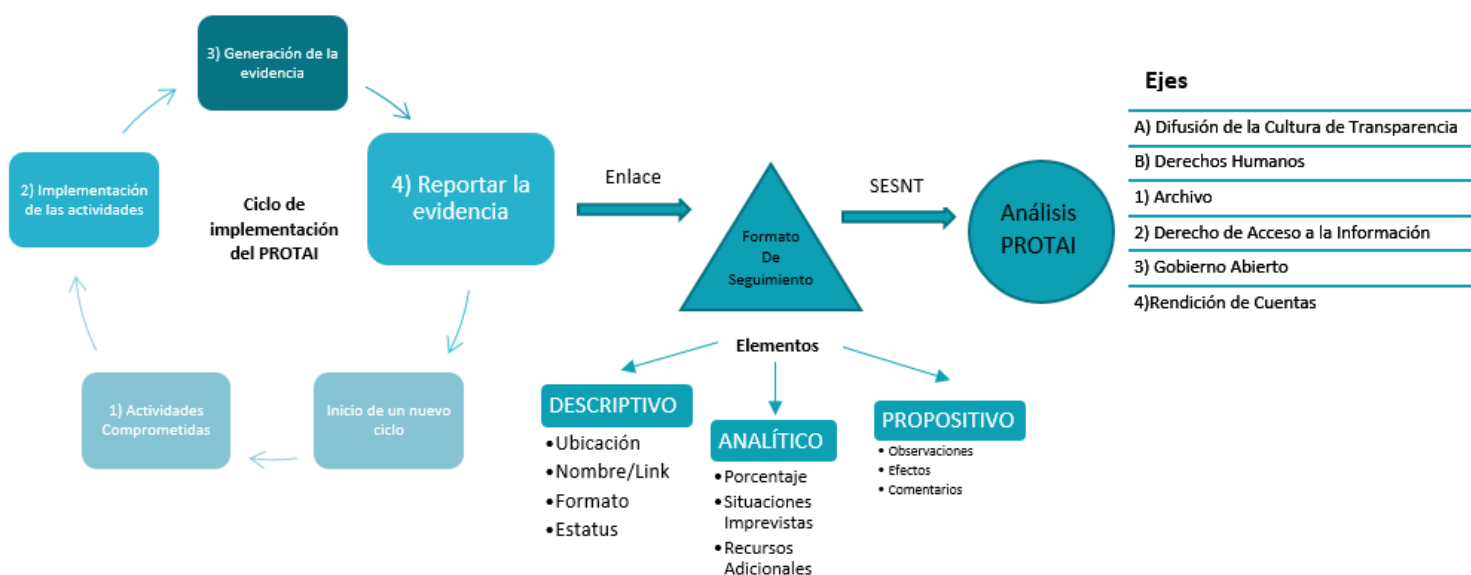 3) Generación de la
evidencia
2) Implementación
de las actividades
Ciclo de
implementación
del PROTAI
4) Reportar la
evidencia
1) Actividades
Comprometidas
Inicio de un nuevo
ciclo
Enlace
Formato
De
Seguimiento
SESNT
Análisis
PROTAI
Elementos
DESCRIPTIVO
•Ubicación
•Nombre/Link
•Formato
•Estatus
ANALÍTICO
•Porcentaje
•Situaciones
Imprevistas
•Recursos
Adicionales
PROPOSITIVO
• Observaciones
• Efectos
• Comentarios
Ejes
A) Difusión de la Cultura de Transparencia
B) Derechos Humanos
1) Archivo
2) Derecho de Acceso a la Información
3) Gobierno Abierto
4)Rendición de Cuentas